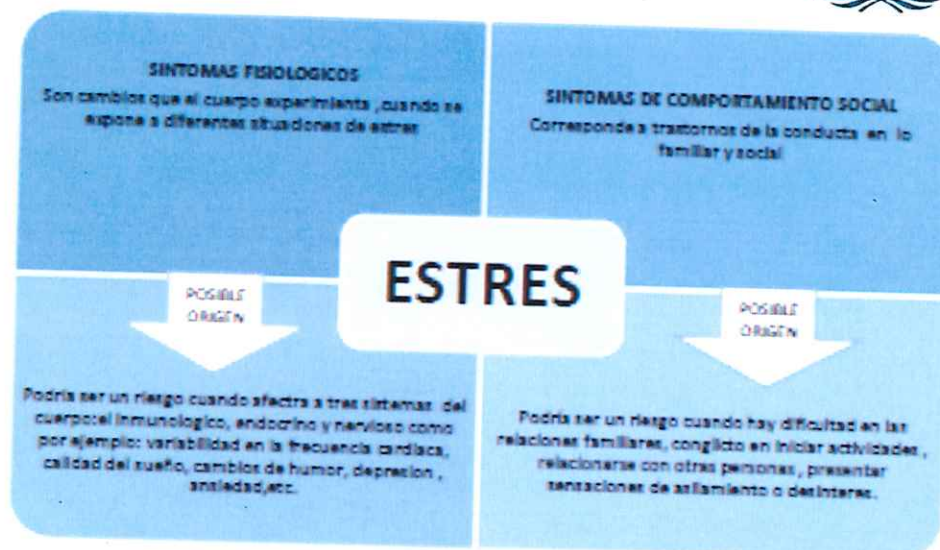 SINTOMAS FISIOLOGICOS
Son cambios que el cuerpo experimienta ,cuando se
expone a diferentes situaciones de estres
SINTOMAS DE COMPORTAMIENTO SOCIAL
Corresponde a trastornos de la conducta en lo
familiar y social
ESTRES
POSIBLE
ORIGEN
Podria ser un riesgo cuando afectra a tres sistemas del
cuerpo:el inmunologico, endocrino y nervioso como
por ejemplo: variabilidad en la frecuencia cardiaca,
calidad del sueño, cambios de humor, depresion ,
ansiedad,etc.
POSIBLE
ORIGEN
Podria ser un riesgo cuando hay dificultad en las
relaciones familiares, conglicto en iniciar actividades ,
relacionarse con otras personas , presentar
sensaciones de asilamiento o desinteres.